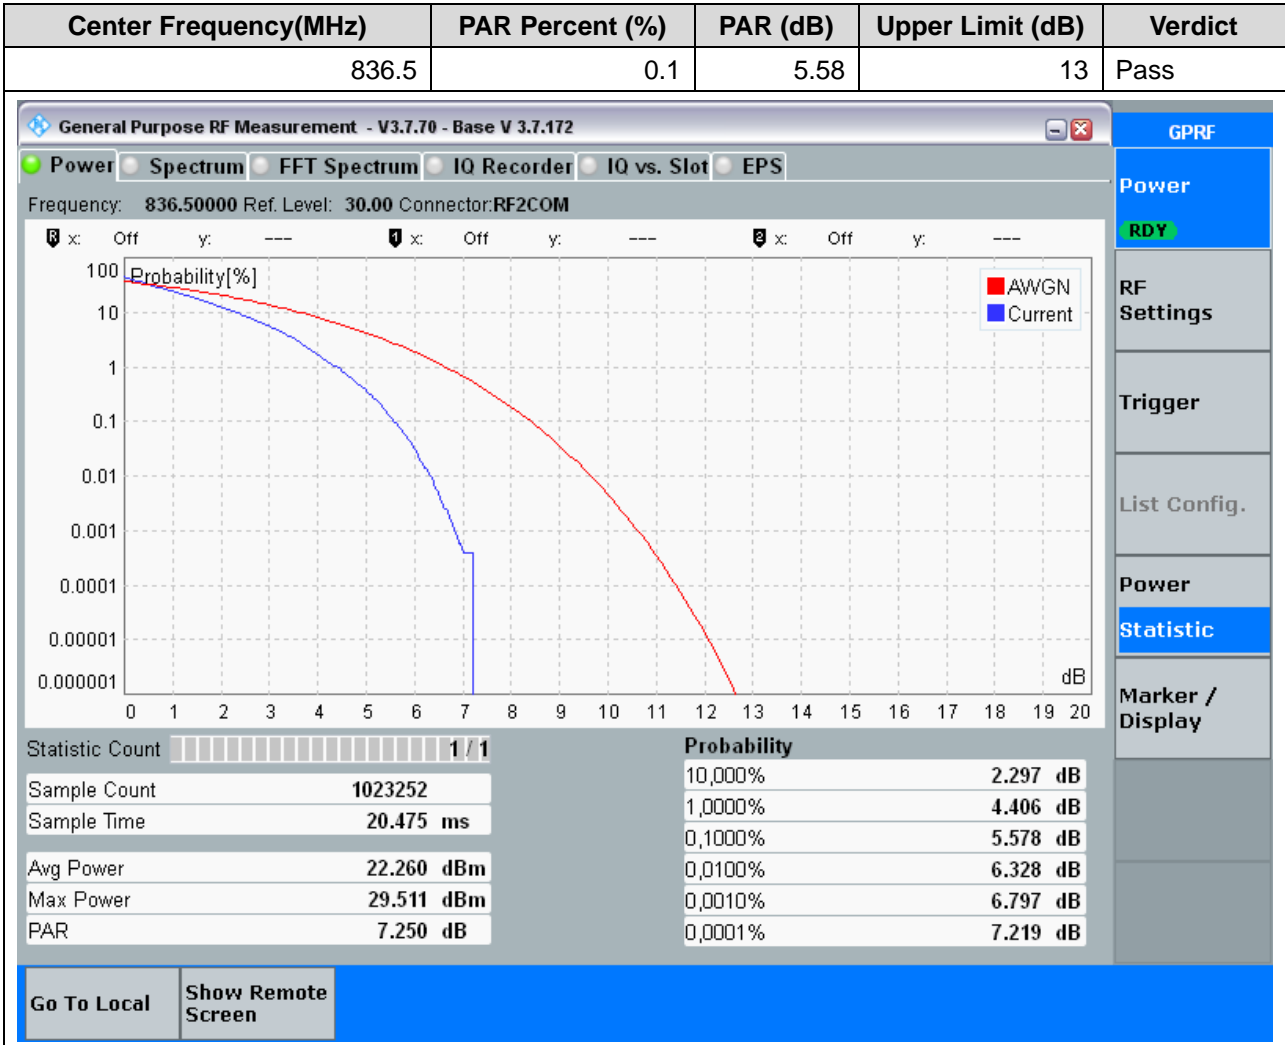 Center Frequency(MHz) PAR Percent (%) PAR (dB) Upper Limit (dB) Verdict
836.5 0.1 5.58 13 Pass
General Purpose RF Measurement - V3.7.70 - Base V 3.7.172
GPRF
Power Spectrum FFT Spectrum IQ Recorder IQ vs. Slot EPS
Power
RDY
Frequency: 836.50000 Ref. Level: 30.00 Connector:RF2COM
R x: Off y: --- 1 x: Off y: --- 2 x: Off y: ---
Probability[%]
AWGN
Current
100
10
1
0.1
0.01
0.001
0.0001
0.00001
0.000001
dB
0 1 2 3 4 5 6 7 8 9 10 11 12 13 14 15 16 17 18 19 20
RF
Settings
Trigger
List Config.
Power
Statistic
Marker /
Display
Statistic Count 1 / 1
Sample Count 1023252
Sample Time 20.475 ms
Avg Power 22.260 dBm
Max Power 29.511 dBm
PAR 7.250 dB
Probability
10,000% 2.297 dB
1,0000% 4.406 dB
0,1000% 5.578 dB
0,0100% 6.328 dB
0,0010% 6.797 dB
0,0001% 7.219 dB
Go To Local
Show Remote
Screen